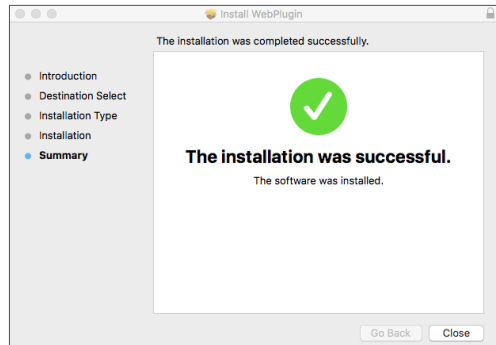 Install WebPlugin
The installation was completed successfully.
Introduction
Destination Select
Installation Type
Installation
Summary
The installation was successful.
The software was installed.
Go Back
Close